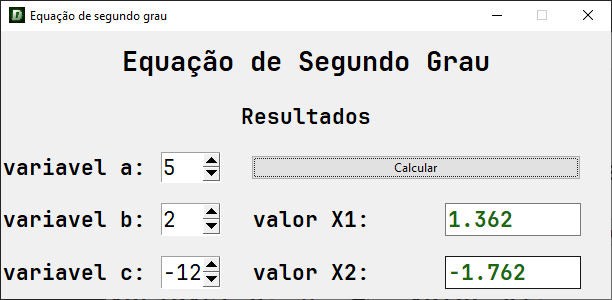 Equação de segundo grau
Equação de Segundo Grau
Resultados
variavel a: 5 Calcular
variavel b: 2 valor X1: 1.362
variavel c: -12 valor X2: -1.762